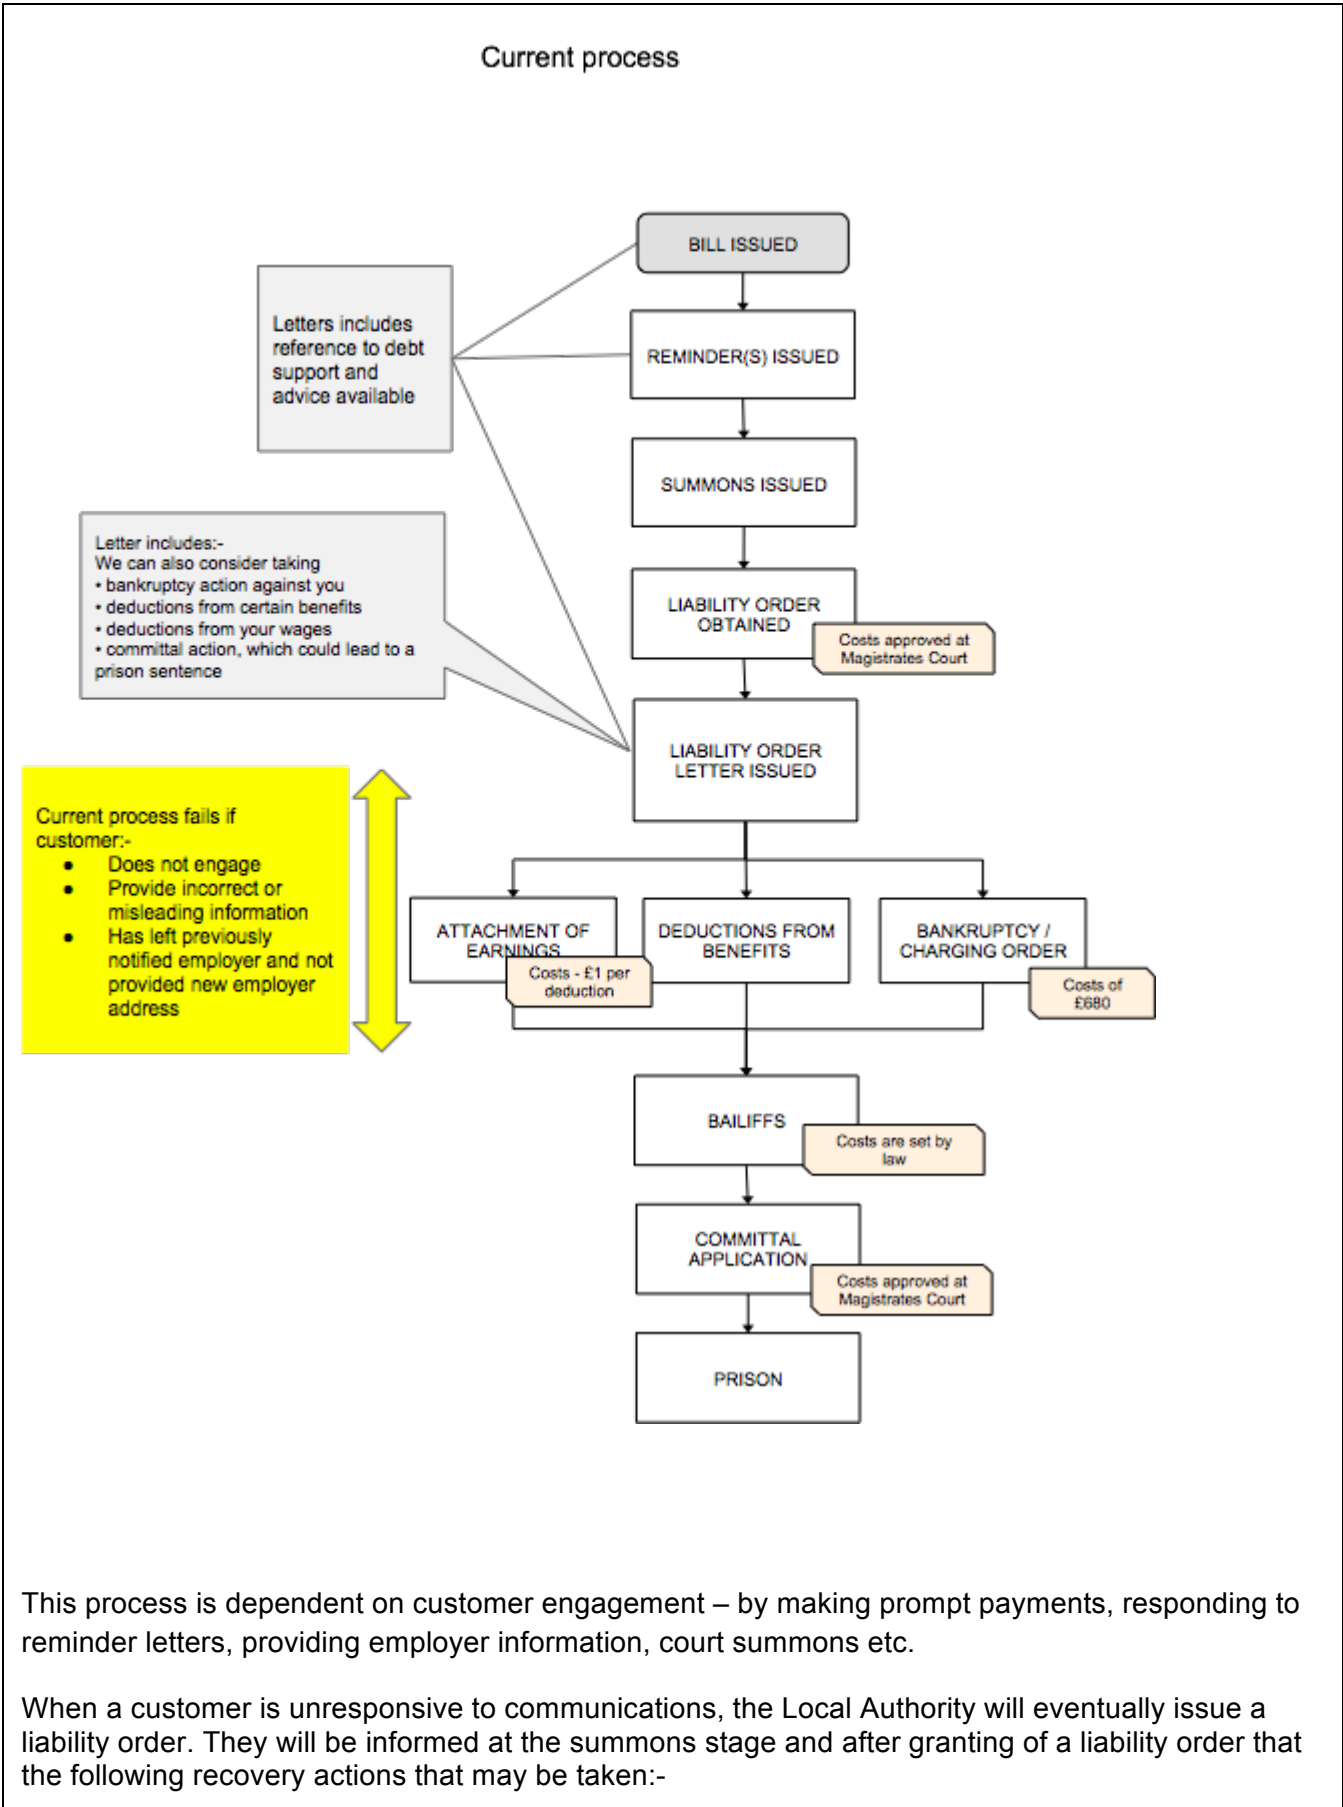 Current process
BILL ISSUED
Letters includes
reference to debt
support and
advice available
REMINDER(S) ISSUED
SUMMONS ISSUED
Letter includes:-
We can also consider taking
• bankruptcy action against you
• deductions from certain benefits
• deductions from your wages
• committal action, which could lead to a
prison sentence
LIABILITY ORDER
OBTAINED
Costs approved at
Magistrates Court
LIABILITY ORDER
LETTER ISSUED
Current process fails if
customer:-
● Does not engage
● Provide incorrect or
misleading information
● Has left previously
notified employer and not
provided new employer
address
ATTACHMENT OF
EARNINGS
Costs - £1 per
deduction
DEDUCTIONS FROM
BENEFITS
BANKRUPTCY /
CHARGING ORDER
Costs of
£680
BAILIFFS
Costs are set by
law
COMMITTAL
APPLICATION
Costs approved at
Magistrates Court
PRISON
This process is dependent on customer engagement – by making prompt payments, responding to
reminder letters, providing employer information, court summons etc.
When a customer is unresponsive to communications, the Local Authority will eventually issue a
liability order. They will be informed at the summons stage and after granting of a liability order that
the following recovery actions that may be taken:-